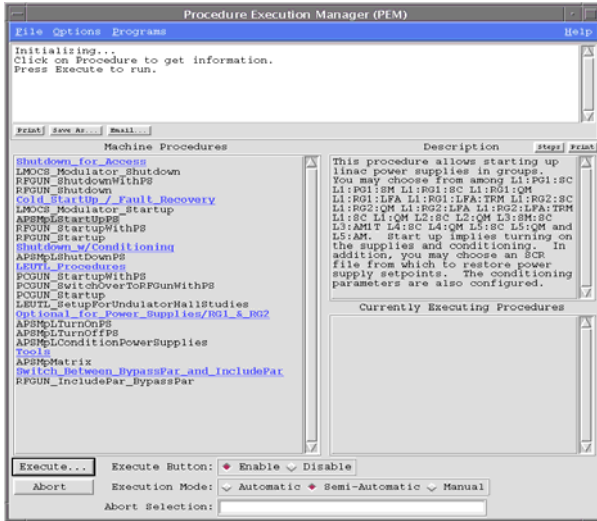 Procedure Execution Manager (PEM)
File Options Programs Help
Initializing...
Click on Procedure to get information.
Press Execute to run.
Print Save As... Email...
Machine Procedures
Shutdown_for_Access
LMOCS_Modulator_Shutdown
RFGUN_ShutdownWithPS
RFGUN_Shutdown
Cold_StartUp_/_Fault_Recovery
LMOCS_Modulator_Startup
APSMpLStartUpPS
RFGUN_StartupWithPS
RFGUN_Startup
Shutdown_w/Conditioning
APSMpLShutDownPS
LEUTL_Procedures
PCGUN_StartupWithPS
PCGUN_SwitchOverToRFGunWithPS
PCGUN_Startup
LEUTL_SetupForUndulatorHallStudies
Optional_for_Power_Supplies/RG1_&_RG2
APSMpLTurnOnPS
APSMpLTurnOffPS
APSMpLConditionPowerSupplies
Tools
APSMpMatrix
Switch_Between_BypassPar_and_IncludePar
RFGUN_IncludePar_BypassPar
Description Steps Print
This procedure allows starting up
linac power supplies in groups.
You may choose from among L1:PG1:SC
L1:PG1:SM L1:RG1:SC L1:RG1:QM
L1:RG1:LFA L1:RG1:LFA:TRM L1:RG2:SC
L1:RG2:QM L1:RG2:LFA L1:RG2:LFA:TRM
L1:SC L1:QM L2:SC L2:QM L3:SM:SC
L3:AM1T L4:SC L4:QM L5:SC L5:QM and
L5:AM. Start up implies turning on
the supplies and conditioning. In
addition, you may choose an SCR
file from which to restore power
supply setpoints. The conditioning
parameters are also configured.
Currently Executing Procedures
Execute... Execute Button: Enable Disable
Abort Execution Mode: Automatic Semi-Automatic Manual
Abort Selection: